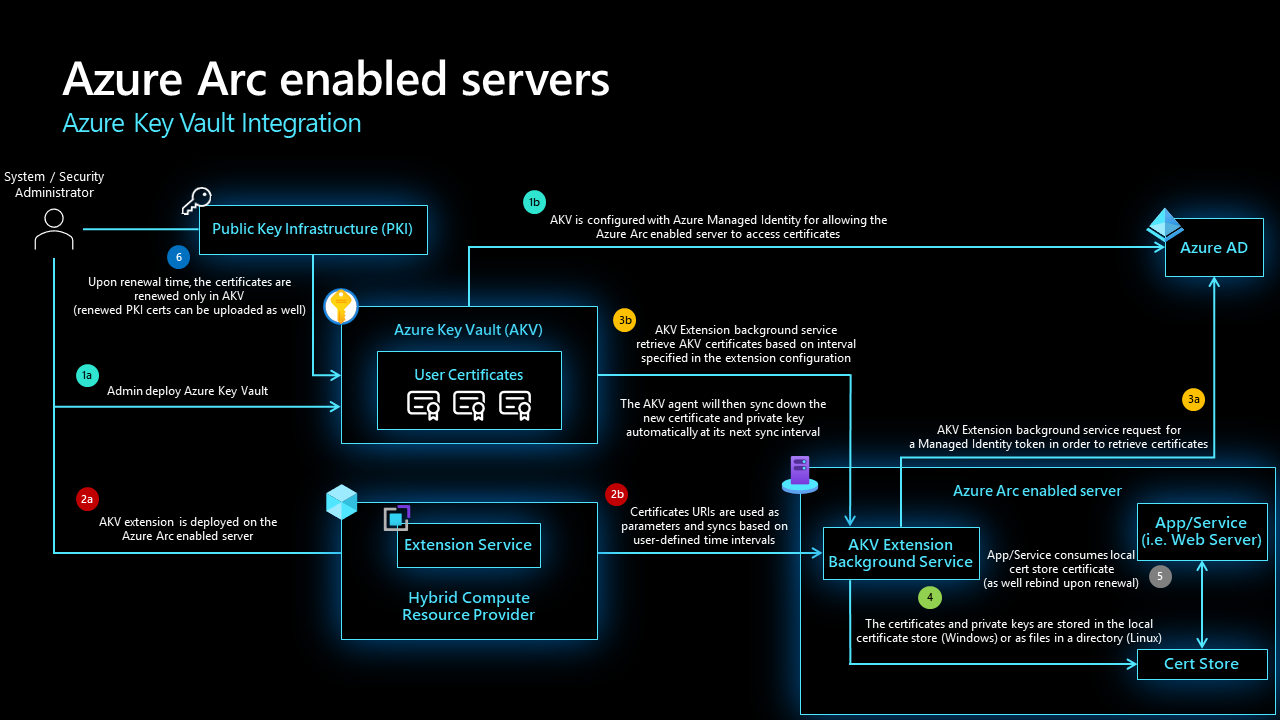 Azure Arc enabled servers
Azure Key Vault Integration
System / Security
Administrator
Public Key Infrastructure (PKI)
6
Upon renewal time, the certificates are
renewed only in AKV
(renewed PKI certs can be uploaded as well)
1b
AKV is configured with Azure Managed Identity for allowing the
Azure Arc enabled server to access certificates
Azure AD
1a
Admin deploy Azure Key Vault
Azure Key Vault (AKV)
User Certificates
3b
AKV Extension background service
retrieve AKV certificates based on interval
specified in the extension configuration
The AKV agent will then sync down the
new certificate and private key
automatically at its next sync interval
3a
AKV Extension background service request for
a Managed Identity token in order to retrieve certificates
2a
AKV extension is deployed on the
Azure Arc enabled server
Extension Service
Hybrid Compute
Resource Provider
2b
Certificates URIs are used as
parameters and syncs based on
user-defined time intervals
Azure Arc enabled server
AKV Extension
Background Service
App/Service
(i.e. Web Server)
App/Service consumes local
cert store certificate
(as well rebind upon renewal)
5
4
The certificates and private keys are stored in the local
certificate store (Windows) or as files in a directory (Linux)
Cert Store